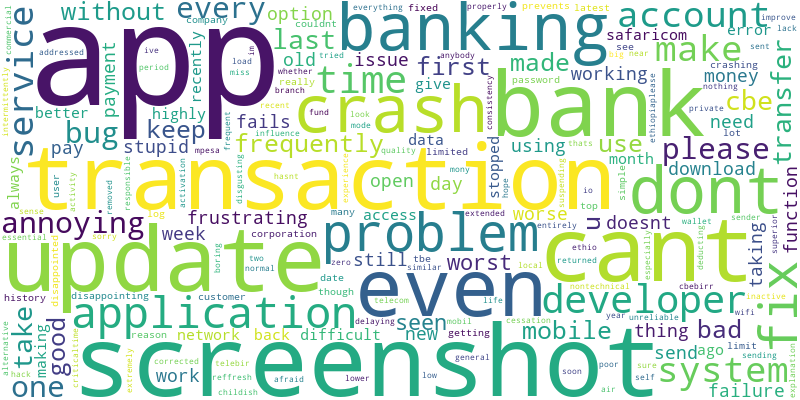 without every option banking account
commercial company everything fixed properly prevents latest improve
intermittently service addressed ive load im anybody last first made safaricom error lack
app old tried issue working see sent
payment period miss really big near crashing
better recently whether branch time give password money nothing
highly fund crash bank make cbe
bug keep fails recent look mode consistency ethiopiaplease private need lot transfer
pay stupid mpesa influence frequently data using use please
always user activation frequent quality limited stopped thats month download
transaction hasnt open day mony hope simple dont
activity responsible removed disgusting experience suspending io top
annoying log access worse u doesnt function
sense frustrating many extended entirely wallet sender superior
essential week corporation problem cant taking
update even still tbe worst ethio especially deducting
disappointed sorry boring two zero similar local returned cbebirr
history disappointing normal date life nontechnical inactive
though customer telecom seen developer
take application delaying mobil cessation year unreliable wifi
good making reason network back difficult new getting mobile thing bad limit fix
alternative criticaltime corrected telebir general send ago sending
one hack work reffresh afraid lower low soon poor sure system
extremely childish air self failure explanation
screenshot couldnt